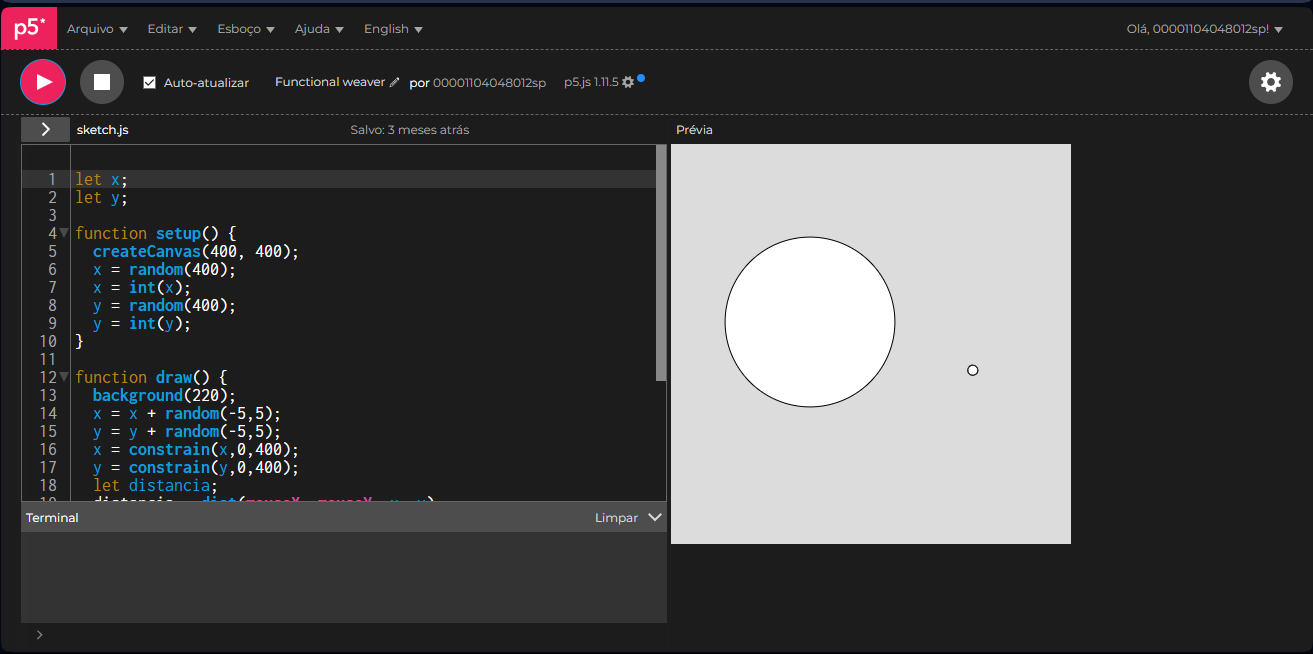 p5* Arquivo Editar Esboço Ajuda English Olá, 00001104048012sp!
Auto-atualizar Functional weaver por 00001104048012sp p5.js 1.11.5
sketch.js Salvo: 3 meses atrás Prévia
1 let x;
2 let y;
3
4 function setup() {
5 createCanvas(400, 400);
6 x = random(400);
7 x = int(x);
8 y = random(400);
9 y = int(y);
10 }
11
12 function draw() {
13 background(220);
14 x = x + random(-5,5);
15 y = y + random(-5,5);
16 x = constrain(x,0,400);
17 y = constrain(y,0,400);
18 let distancia;
Terminal Limpar